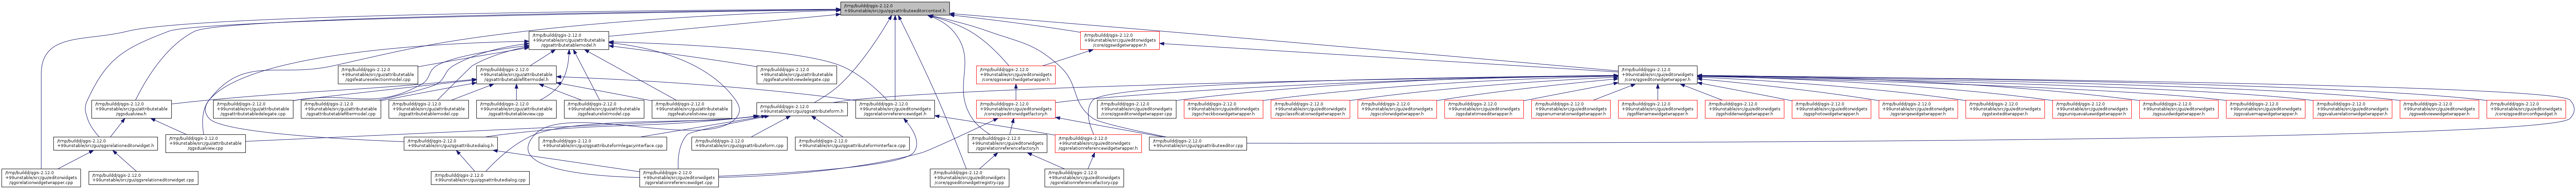 /tmp/buildd/qgis-2.12.0
+99unstable/src/gui/qgsattributeeditorcontext.h
/tmp/buildd/qgis-2.12.0
+99unstable/src/gui/attributetable
/qgsattributetablemodel.h
/tmp/buildd/qgis-2.12.0
+99unstable/src/gui/editorwidgets
/core/qgswidgetwrapper.h
/tmp/buildd/qgis-2.12.0
+99unstable/src/gui/attributetable
/qgsfeatureselectionmodel.cpp
/tmp/buildd/qgis-2.12.0
+99unstable/src/gui/attributetable
/qgsattributetablefiltermodel.h
/tmp/buildd/qgis-2.12.0
+99unstable/src/gui/attributetable
/qgsfeaturelistviewdelegate.cpp
/tmp/buildd/qgis-2.12.0
+99unstable/src/gui/editorwidgets
/core/qgssearchwidgetwrapper.h
/tmp/buildd/qgis-2.12.0
+99unstable/src/gui/editorwidgets
/core/qgseditorwidgetwrapper.h
/tmp/buildd/qgis-2.12.0
+99unstable/src/gui/attributetable
/qgsdualview.h
/tmp/buildd/qgis-2.12.0
+99unstable/src/gui/attributetable
/qgsattributetabledelegate.cpp
/tmp/buildd/qgis-2.12.0
+99unstable/src/gui/attributetable
/qgsattributetablefiltermodel.cpp
/tmp/buildd/qgis-2.12.0
+99unstable/src/gui/attributetable
/qgsattributetablemodel.cpp
/tmp/buildd/qgis-2.12.0
+99unstable/src/gui/attributetable
/qgsattributetableview.cpp
/tmp/buildd/qgis-2.12.0
+99unstable/src/gui/attributetable
/qgsfeaturelistmodel.cpp
/tmp/buildd/qgis-2.12.0
+99unstable/src/gui/attributetable
/qgsfeaturelistview.cpp
/tmp/buildd/qgis-2.12.0
+99unstable/src/gui/qgsattributeform.h
/tmp/buildd/qgis-2.12.0
+99unstable/src/gui/editorwidgets
/qgsrelationreferencewidget.h
/tmp/buildd/qgis-2.12.0
+99unstable/src/gui/editorwidgets
/core/qgseditorwidgetfactory.h
/tmp/buildd/qgis-2.12.0
+99unstable/src/gui/editorwidgets
/core/qgseditorwidgetwrapper.cpp
/tmp/buildd/qgis-2.12.0
+99unstable/src/gui/editorwidgets
/qgscheckboxwidgetwrapper.h
/tmp/buildd/qgis-2.12.0
+99unstable/src/gui/editorwidgets
/qgsclassificationwidgetwrapper.h
/tmp/buildd/qgis-2.12.0
+99unstable/src/gui/editorwidgets
/qgscolorwidgetwrapper.h
/tmp/buildd/qgis-2.12.0
+99unstable/src/gui/editorwidgets
/qgsdatetimeeditwrapper.h
/tmp/buildd/qgis-2.12.0
+99unstable/src/gui/editorwidgets
/qgsenumerationwidgetwrapper.h
/tmp/buildd/qgis-2.12.0
+99unstable/src/gui/editorwidgets
/qgsfilenamewidgetwrapper.h
/tmp/buildd/qgis-2.12.0
+99unstable/src/gui/editorwidgets
/qgshiddenwidgetwrapper.h
/tmp/buildd/qgis-2.12.0
+99unstable/src/gui/editorwidgets
/qgsphotowidgetwrapper.h
/tmp/buildd/qgis-2.12.0
+99unstable/src/gui/editorwidgets
/qgsrangewidgetwrapper.h
/tmp/buildd/qgis-2.12.0
+99unstable/src/gui/editorwidgets
/qgstexteditwrapper.h
/tmp/buildd/qgis-2.12.0
+99unstable/src/gui/editorwidgets
/qgsuniquevaluewidgetwrapper.h
/tmp/buildd/qgis-2.12.0
+99unstable/src/gui/editorwidgets
/qgsuuidwidgetwrapper.h
/tmp/buildd/qgis-2.12.0
+99unstable/src/gui/editorwidgets
/qgsvaluemapwidgetwrapper.h
/tmp/buildd/qgis-2.12.0
+99unstable/src/gui/editorwidgets
/qgsvaluerelationwidgetwrapper.h
/tmp/buildd/qgis-2.12.0
+99unstable/src/gui/editorwidgets
/qgswebviewwidgetwrapper.h
/tmp/buildd/qgis-2.12.0
+99unstable/src/gui/editorwidgets
/core/qgseditorconfigwidget.h
/tmp/buildd/qgis-2.12.0
+99unstable/src/gui/qgsrelationeditorwidget.h
/tmp/buildd/qgis-2.12.0
+99unstable/src/gui/attributetable
/qgsdualview.cpp
/tmp/buildd/qgis-2.12.0
+99unstable/src/gui/qgsattributedialog.h
/tmp/buildd/qgis-2.12.0
+99unstable/src/gui/qgsattributeformlegacyinterface.cpp
/tmp/buildd/qgis-2.12.0
+99unstable/src/gui/qgsattributeform.cpp
/tmp/buildd/qgis-2.12.0
+99unstable/src/gui/qgsattributeforminterface.cpp
/tmp/buildd/qgis-2.12.0
+99unstable/src/gui/editorwidgets
/qgsrelationreferencefactory.h
/tmp/buildd/qgis-2.12.0
+99unstable/src/gui/editorwidgets
/qgsrelationreferencewidgetwrapper.h
/tmp/buildd/qgis-2.12.0
+99unstable/src/gui/qgsattributeeditor.cpp
/tmp/buildd/qgis-2.12.0
+99unstable/src/gui/editorwidgets
/qgsrelationwidgetwrapper.cpp
/tmp/buildd/qgis-2.12.0
+99unstable/src/gui/qgsrelationeditorwidget.cpp
/tmp/buildd/qgis-2.12.0
+99unstable/src/gui/qgsattributedialog.cpp
/tmp/buildd/qgis-2.12.0
+99unstable/src/gui/editorwidgets
/qgsrelationreferencewidget.cpp
/tmp/buildd/qgis-2.12.0
+99unstable/src/gui/editorwidgets
/core/qgseditorwidgetregistry.cpp
/tmp/buildd/qgis-2.12.0
+99unstable/src/gui/editorwidgets
/qgsrelationreferencefactory.cpp